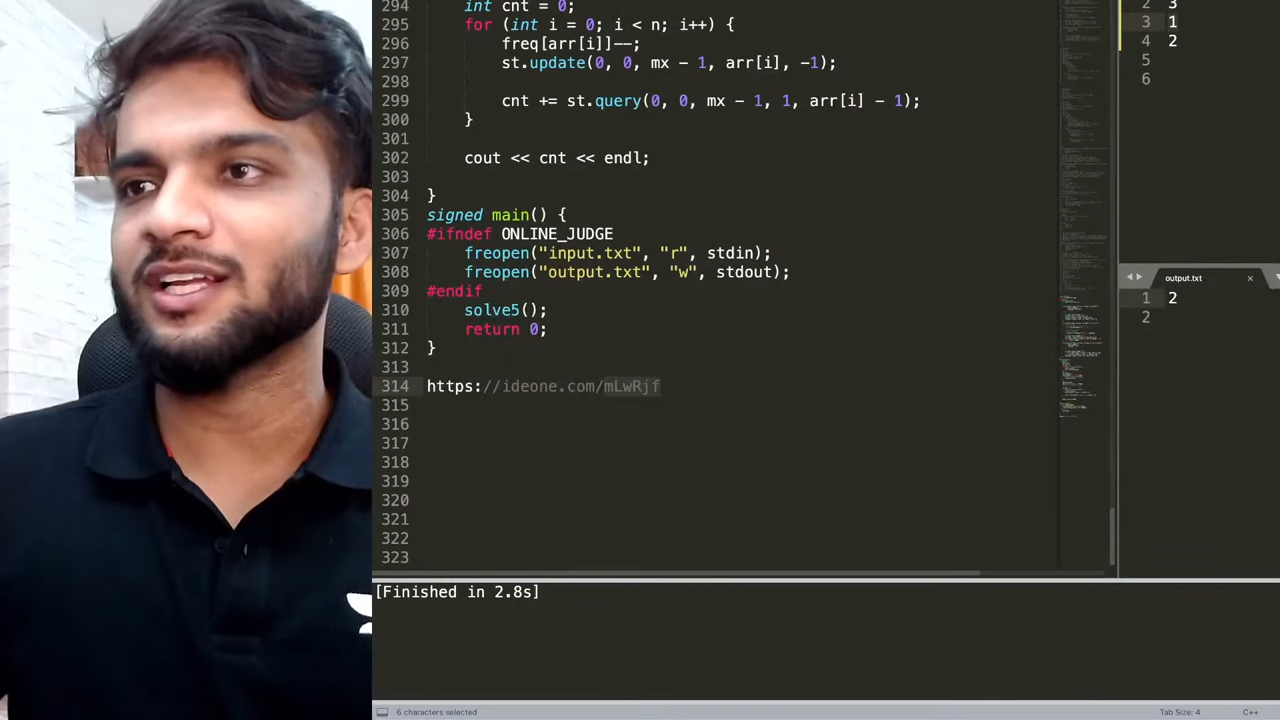 294 int cnt = 0;
295 for (int i = 0; i < n; i++) {
296 freq[arr[i]]--;
297 st.update(0, 0, mx - 1, arr[i], -1);
298
299 cnt += st.query(0, 0, mx - 1, 1, arr[i] - 1);
300 }
301
302 cout << cnt << endl;
303
304 }
305 signed main() {
306 #ifndef ONLINE_JUDGE
307 freopen("input.txt", "r", stdin);
308 freopen("output.txt", "w", stdout);
309 #endif
310 solve5();
311 return 0;
312 }
313
314 https://ideone.com/mLwRjf
315
316
317
318
319
320
321
322
323
2 3
3 1
4 2
5
6
output.txt
1 2
2
[Finished in 2.8s]
6 characters selected
Tab Size: 4
C++